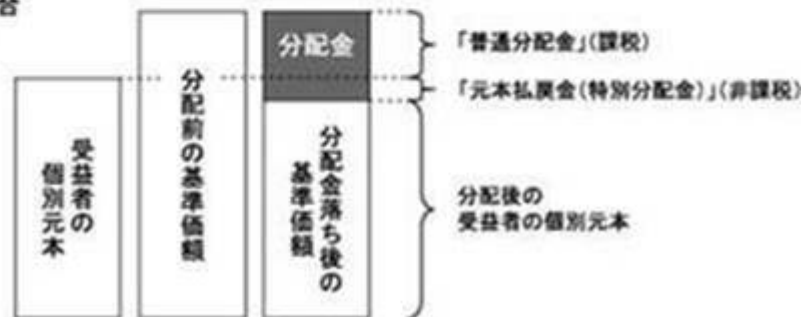 合
分配金
「普通分配金」(課税)
「元本払戻金(特別分配金)」(非課税)
受益者の
個別元本
分配前の基準価額
分配金落ち後の
基準価額
分配後の
受益者の個別元本